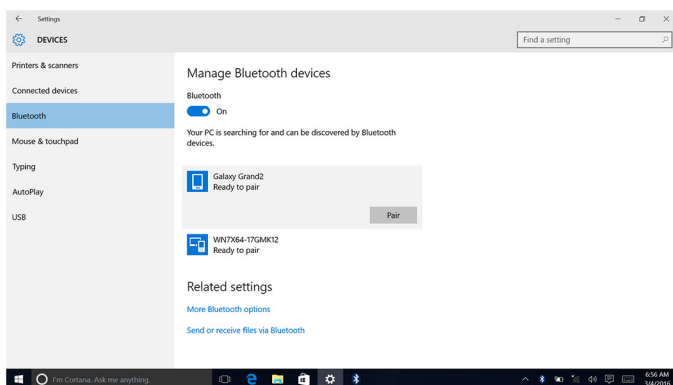 Settings
DEVICES
Find a setting
Printers & scanners
Connected devices
Bluetooth
Mouse & touchpad
Typing
AutoPlay
USB
Manage Bluetooth devices
Bluetooth
On
Your PC is searching for and can be discovered by Bluetooth
devices.
Galaxy Grand2
Ready to pair
Pair
WN7X64-17GMK12
Ready to pair
Related settings
More Bluetooth options
Send or receive files via Bluetooth
I'm Cortana. Ask me anything.
6:56 AM
3/4/2016